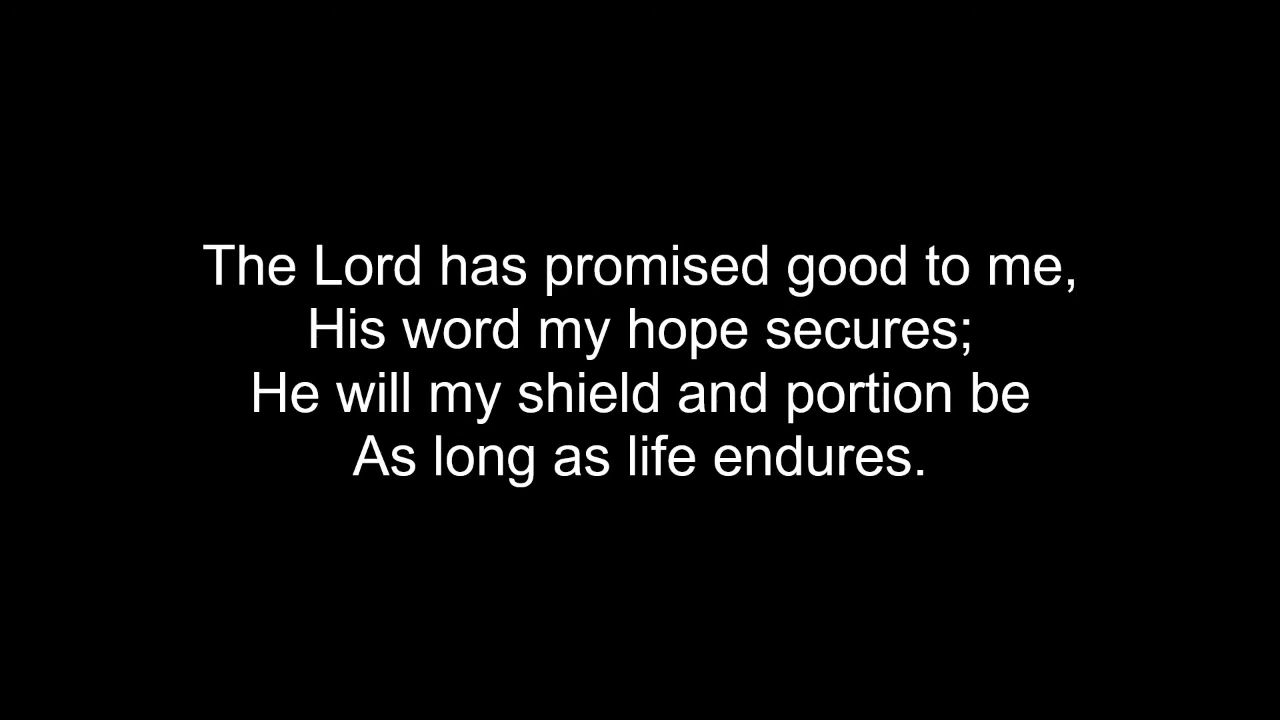 The Lord has promised good to me,
His word my hope secures;
He will my shield and portion be
As long as life endures.